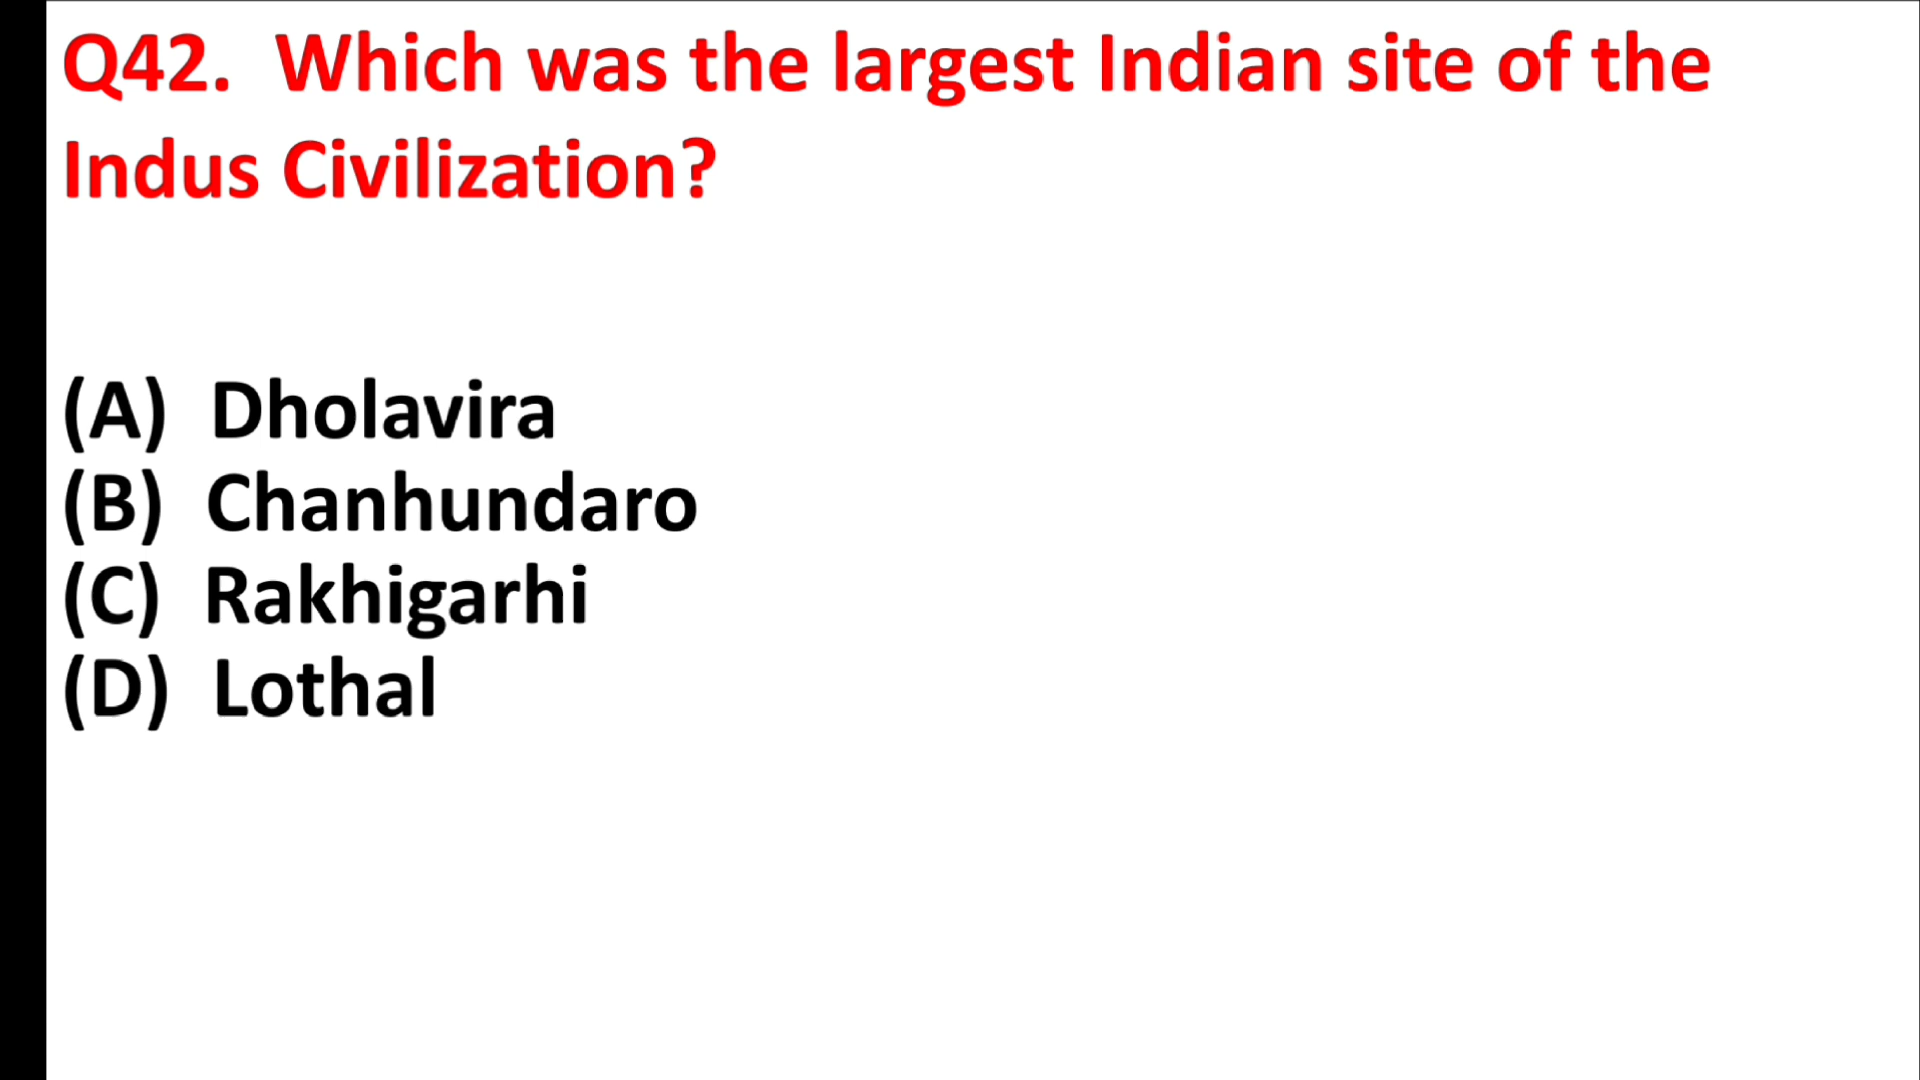 Q42. Which was the largest Indian site of the
Indus Civilization?
(A) Dholavira
(B) Chanhundaro
(C) Rakhigarhi
(D) Lothal